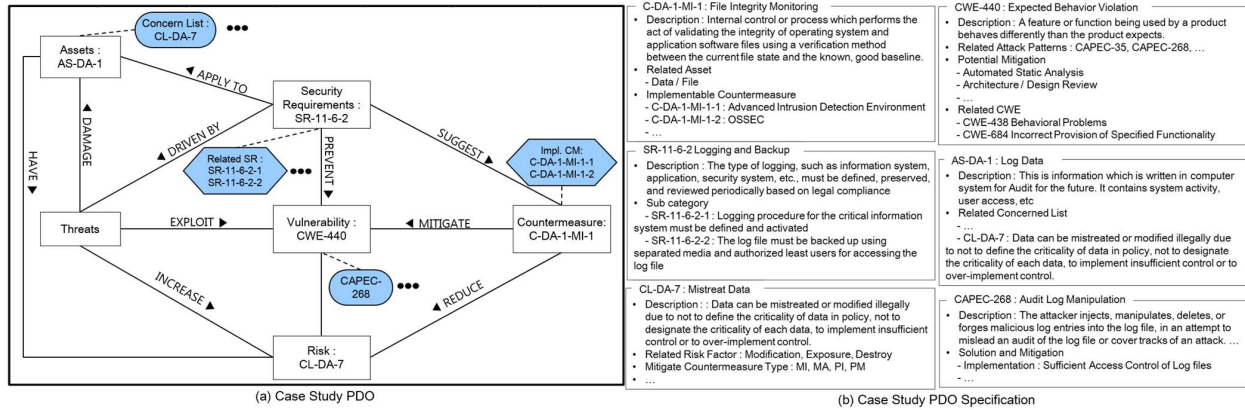 Concern List :
CL-DA-7
•••
Assets :
AS-DA-1
◀ APPLY TO
Security
Requirements :
SR-11-6-2
◀ DAMAGE
◀ DRIVEN BY
SUGGEST ▶
HAVE ▶
Related SR :
SR-11-6-2-1
SR-11-6-2-2
•••
PREVENT ▶
Impl. CM:
C-DA-1-MI-1-1
C-DA-1-MI-1-2
•••
Threats
EXPLOIT ▶
Vulnerability :
CWE-440
◀ MITIGATE
Countermeasure:
C-DA-1-MI-1
CAPEC-
268
•••
INCREASE ▶
◀ REDUCE
Risk :
CL-DA-7
(a) Case Study PDO
C-DA-1-MI-1 : File Integrity Monitoring
• Description : Internal control or process which performs the
act of validating the integrity of operating system and
application software files using a verification method
between the current file state and the known, good baseline.
• Related Asset
- Data / File
• Implementable Countermeasure
- C-DA-1-MI-1-1 : Advanced Intrusion Detection Environment
- C-DA-1-MI-1-2 : OSSEC
- …
SR-11-6-2 Logging and Backup
• Description : The type of logging, such as information system,
application, security system, etc., must be defined, preserved,
and reviewed periodically based on legal compliance
• Sub category
- SR-11-6-2-1 : Logging procedure for the critical information
system must be defined and activated
- SR-11-6-2-2 : The log file must be backed up using
separated media and authorized least users for accessing the
log file
CL-DA-7 : Mistreat Data
• Description : : Data can be mistreated or modified illegally
due to not to define the criticality of data in policy, not to
designate the criticality of each data, to implement insufficient
control or to over-implement control.
• Related Risk Factor : Modification, Exposure, Destroy
• Mitigate Countermeasure Type : MI, MA, PI, PM
• …
CWE-440 : Expected Behavior Violation
• Description : A feature or function being used by a product
behaves differently than the product expects.
• Related Attack Patterns : CAPEC-35, CAPEC-268, …
• Potential Mitigation
- Automated Static Analysis
- Architecture / Design Review
- …
• Related CWE
- CWE-438 Behavioral Problems
- CWE-684 Incorrect Provision of Specified Functionality
AS-DA-1 : Log Data
• Description : This is information which is written in computer
system for Audit for the future. It contains system activity,
user access, etc
• Related Concerned List
- …
- CL-DA-7 : Data can be mistreated or modified illegally
due to not to define the criticality of data in policy, not to designate
the criticality of each data, to implement insufficient control or to
over-implement control.
CAPEC-268 : Audit Log Manipulation
• Description : The attacker injects, manipulates, deletes, or
forges malicious log entries into the log file, in an attempt to
mislead an audit of the log file or cover tracks of an attack. …
• Solution and Mitigation
- Implementation : Sufficient Access Control of Log files
- …
(b) Case Study PDO Specification